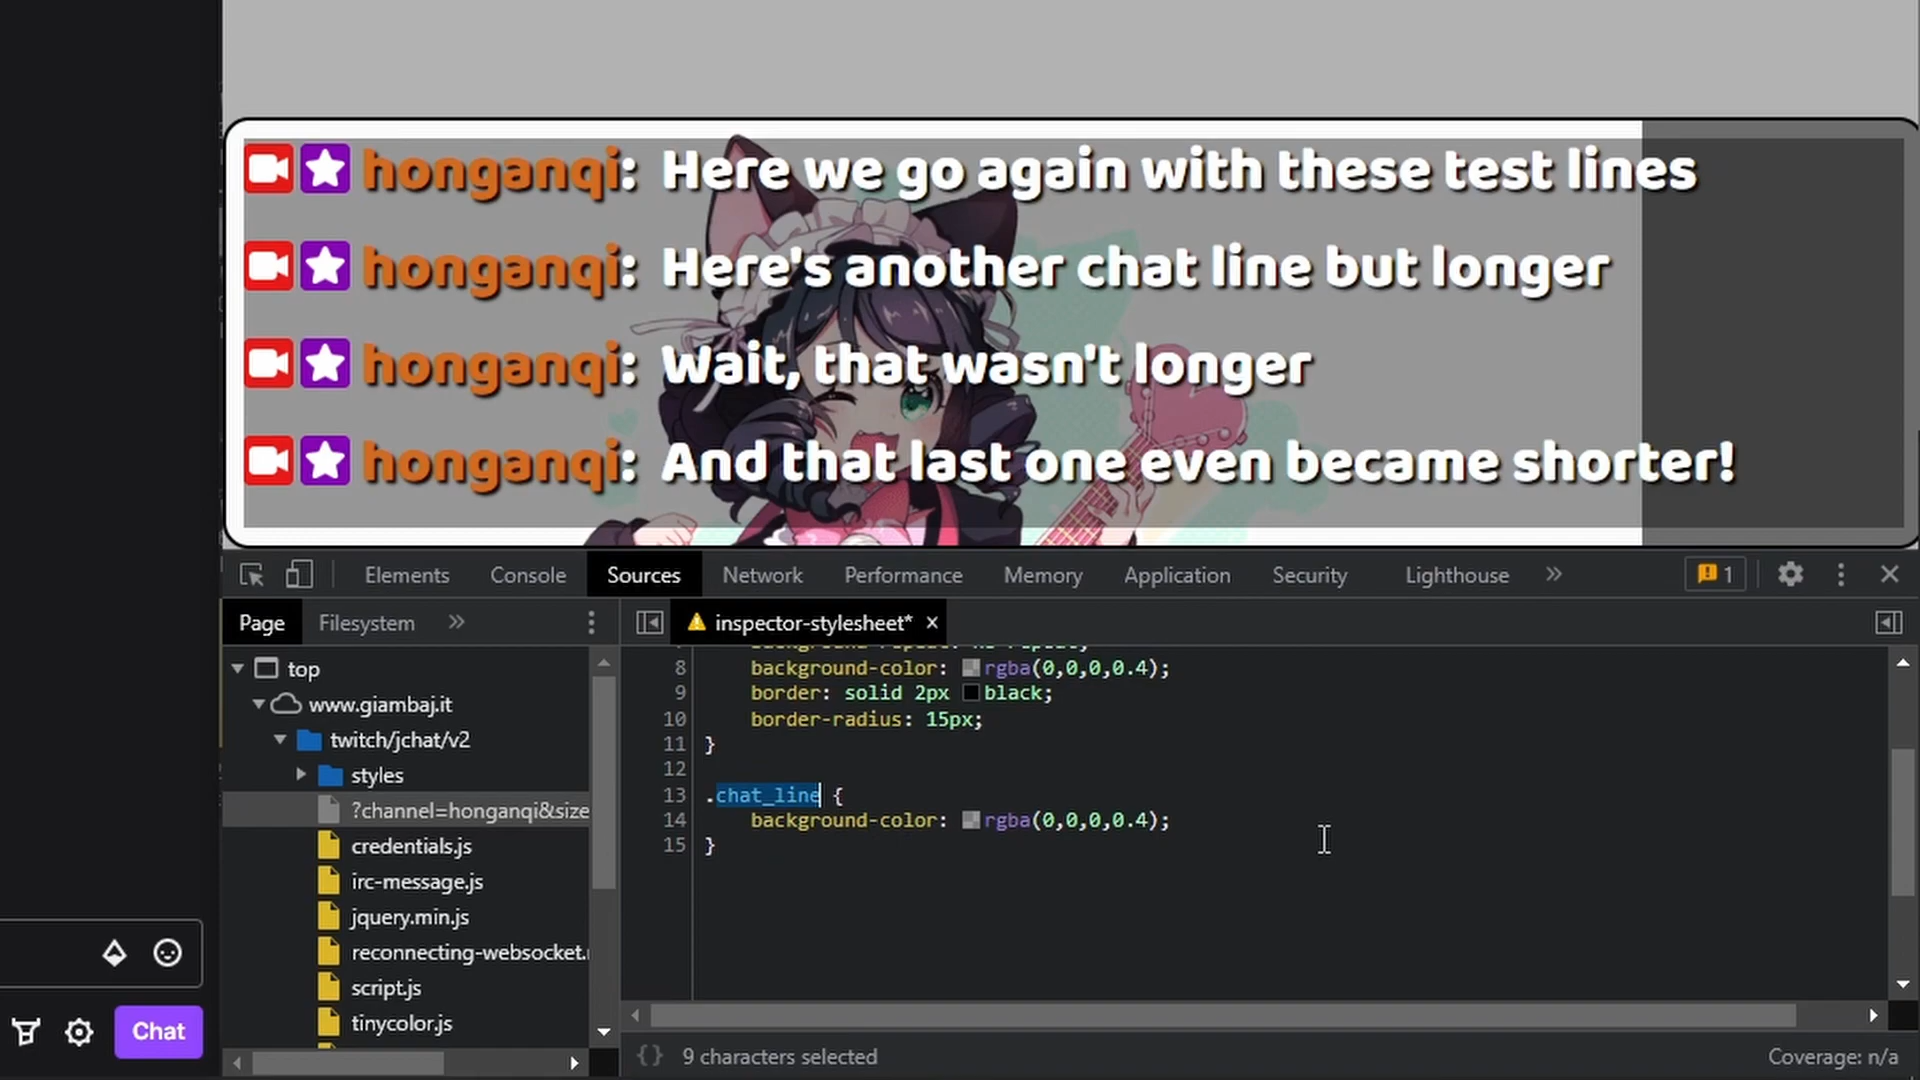 honganqi: Here we go again with these test lines
honganqi: Here's another chat line but longer
honganqi: Wait, that wasn't longer
honganqi: And that last one even became shorter!
Elements Console Sources Network Performance Memory Application Security Lighthouse » 1
Page Filesystem » inspector-stylesheet* ×
top
www.giambaj.it
twitch/jchat/v2
styles
?channel=honganqi&size
credentials.js
irc-message.js
jquery.min.js
reconnecting-websocket.
script.js
tinycolor.js
8 background-color: rgba(0,0,0,0.4);
9 border: solid 2px black;
10 border-radius: 15px;
11 }
12
13 .chat_line {
14 background-color: rgba(0,0,0,0.4);
15 }
Chat
{} 9 characters selected Coverage: n/a